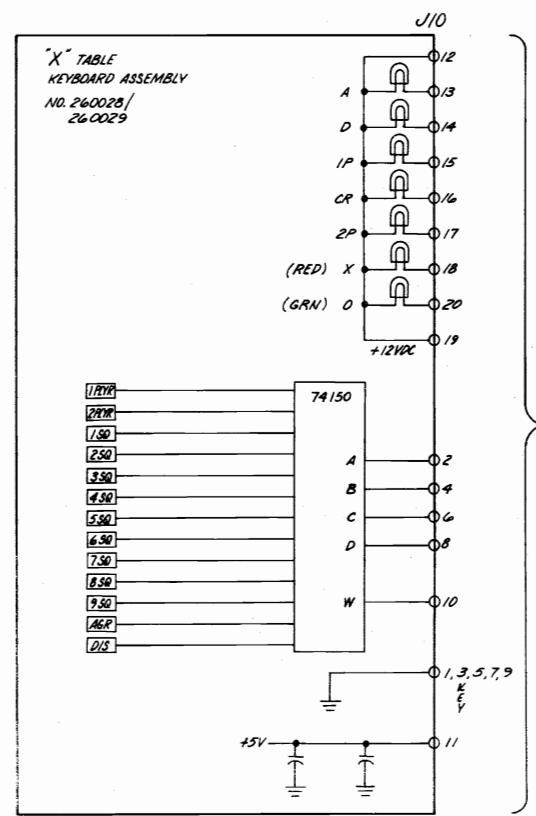 J10
"X" TABLE
KEYBOARD ASSEMBLY
NO. 260028/
260029
12
A 13
D 14
1P 15
CR 16
2P 17
(RED) X 18
(GRN) O 20
+12VDC 19
74150
1PLYR
2PLYR
1SQ
2SQ
3SQ
4SQ
5SQ
6SQ
7SQ
8SQ
9SQ
AGR
DIS
A 2
B 4
C 6
D 8
W 10
1,3,5,7,9
KEY
+5V 11